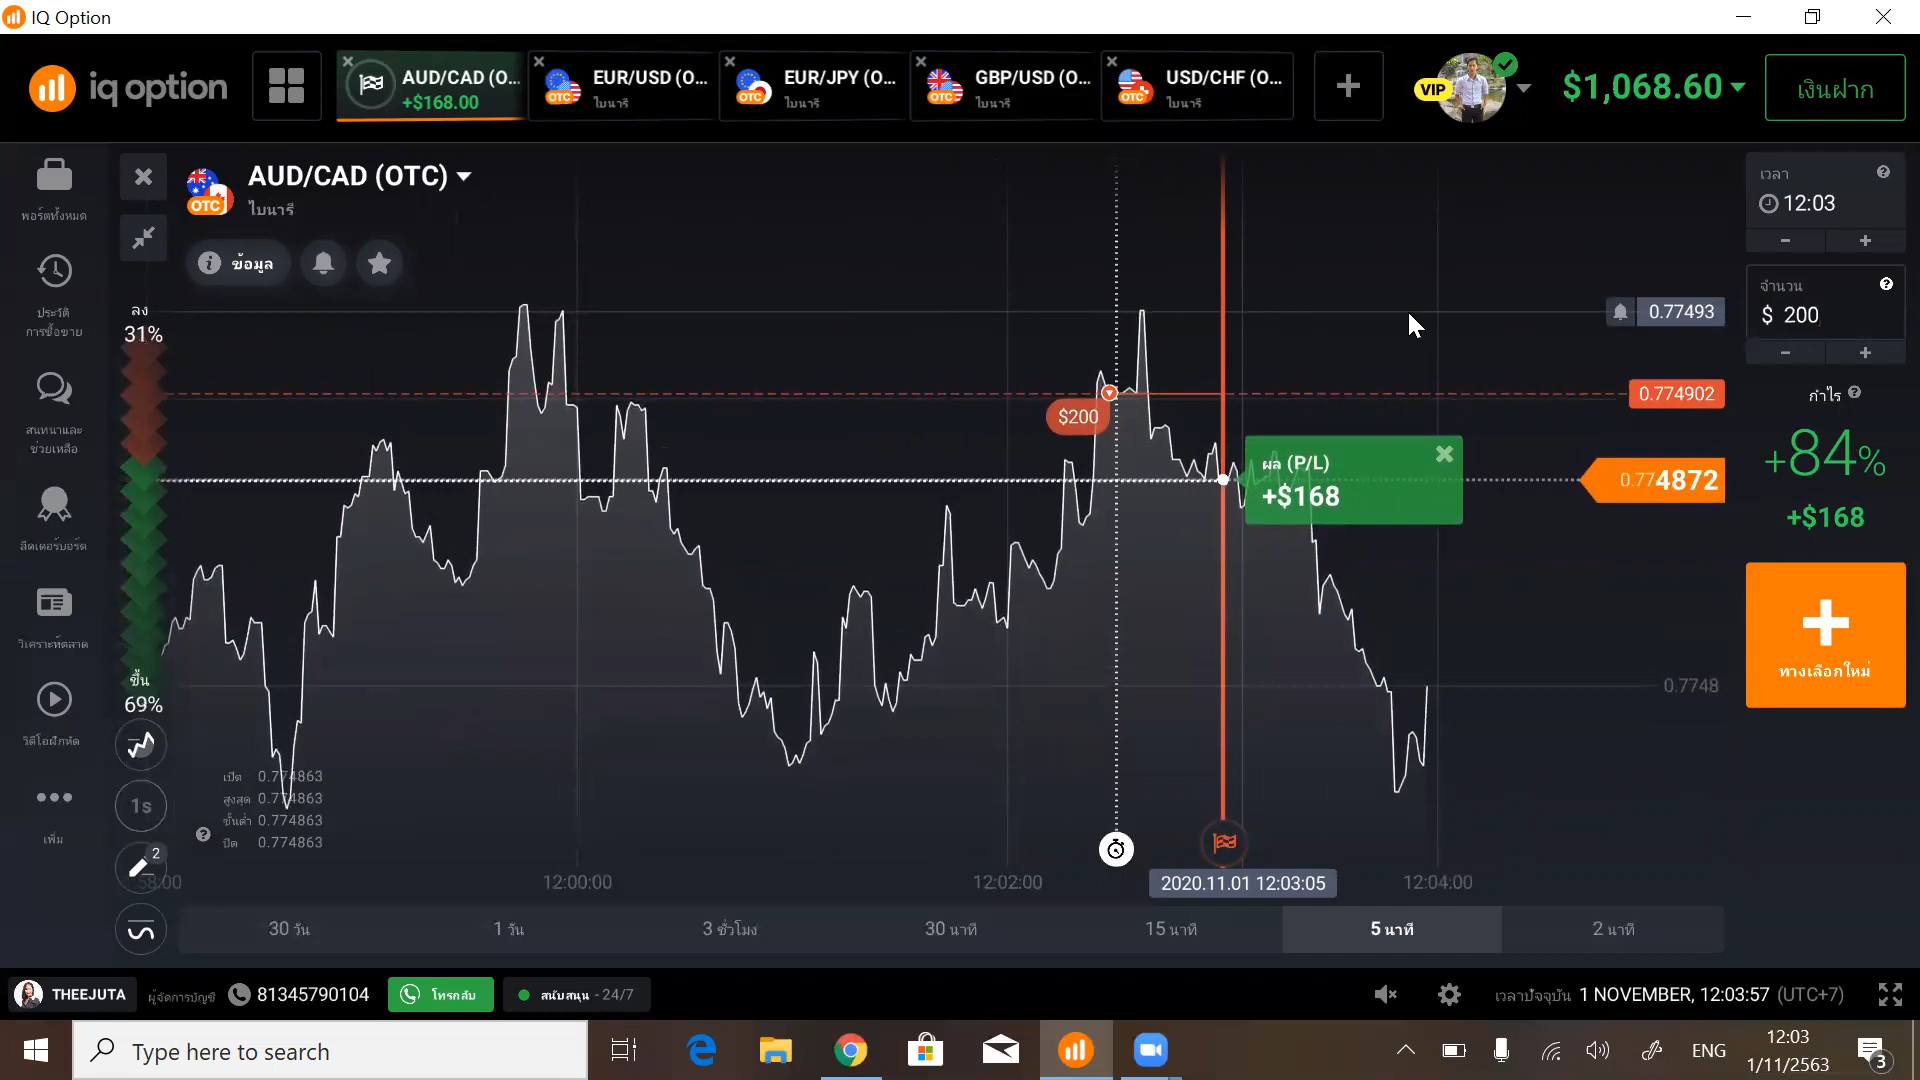 IQ Option
iq option
AUD/CAD (O...
+$168.00
EUR/USD (O...
ไบนารี
OTC
EUR/JPY (O...
ไบนารี
OTC
GBP/USD (O...
ไบนารี
OTC
USD/CHF (O...
ไบนารี
OTC
VIP
$1,068.60
เงินฝาก
พอร์ตทั้งหมด
ประวัติ
การซื้อขาย
สนทนาและ
ช่วยเหลือ
ลีดเดอร์บอร์ด
วิเคราะห์ตลาด
วิดีโอฝึกหัด
เพิ่ม
AUD/CAD (OTC)
OTC
ไบนารี
ข้อมูล
ลง
31%
ขึ้น
69%
1s
2
เปิด 0.774863
สูงสุด 0.774863
ขั้นต่ำ 0.774863
ปิด 0.774863
$200
ผล (P/L)
+$168
0.77493
0.774902
0.774872
0.7748
:58:00
12:00:00
12:02:00
2020.11.01 12:03:05
12:04:00
30 วัน
1 วัน
3 ชั่วโมง
30 นาที
15 นาที
5 นาที
2 นาที
เวลา
12:03
จำนวน
$ 200
กำไร
+84%
+$168
ทางเลือกใหม่
THEEJUTA
ผู้จัดการบัญชี
81345790104
โทรกลับ
สนับสนุน - 24/7
เวลาปัจจุบัน 1 NOVEMBER, 12:03:57 (UTC+7)
Type here to search
ENG
12:03
1/11/2563
3